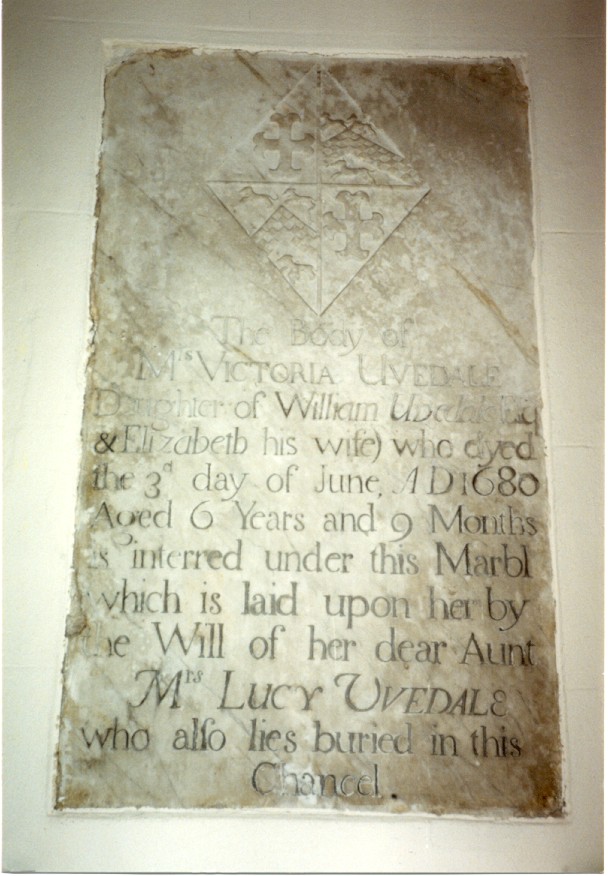 The Body of
Mrs VICTORIA UVEDALE
Daughter of William Uvedale Esq
& Elizabeth his wife) who dyed
the 3d day of June, AD 1680
Aged 6 Years and 9 Months
is interred under this Marbl
which is laid upon her by
the Will of her dear Aunt
Mrs LUCY UVEDALE
who alſo lies buried in this
Chancel.